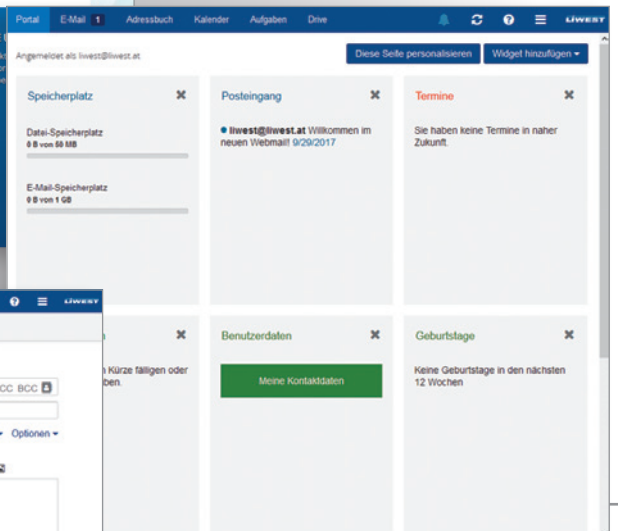 Portal E-Mail 1 Adressbuch Kalender Aufgaben Drive LIWEST
Angemeldet als liwest@liwest.at Diese Seite personalisieren Widget hinzufügen
Speicherplatz
Datei-Speicherplatz
0 B von 50 MB
E-Mail-Speicherplatz
0 B von 1 GB
Posteingang
liwest@liwest.at Willkommen im
neuen Webmail! 9/29/2017
Termine
Sie haben keine Termine in naher
Zukunft.
LIWEST
Kürze fälligen oder
CC BCC
Optionen
Benutzerdaten
Meine Kontaktdaten
Geburtstage
Keine Geburtstage in den nächsten
12 Wochen